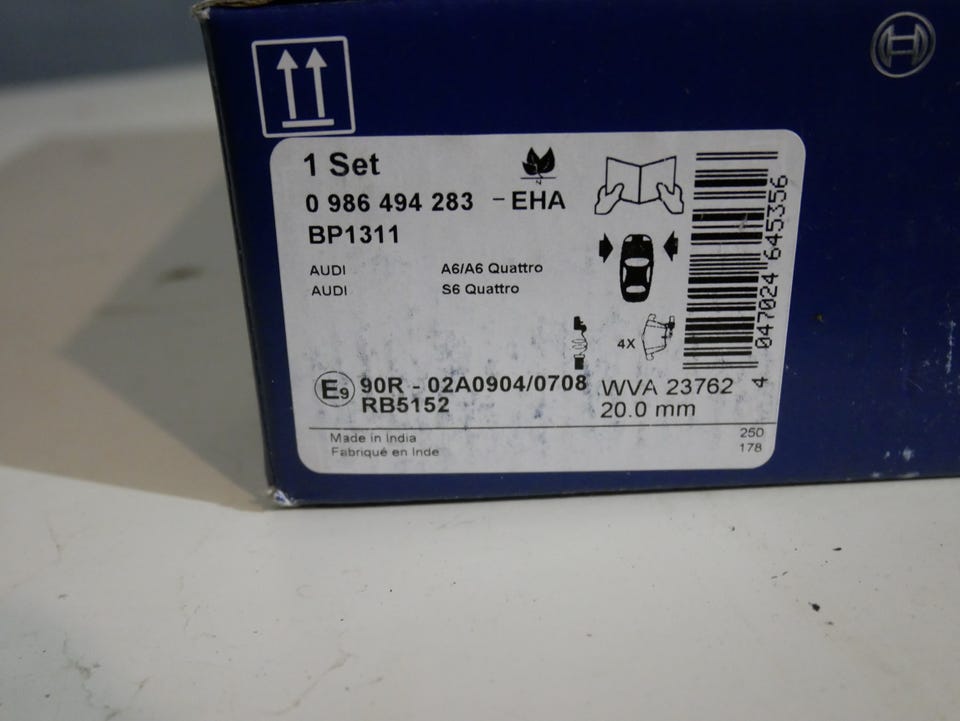 1 Set
0 986 494 283 - EHA
BP1311
AUDI A6/A6 Quattro
AUDI S6 Quattro
4X
E9 90R - 02A0904/0708 WVA 23762
RB5152 20.0 mm
Made in India 250
Fabriqué en Inde 178
4 047024 645356